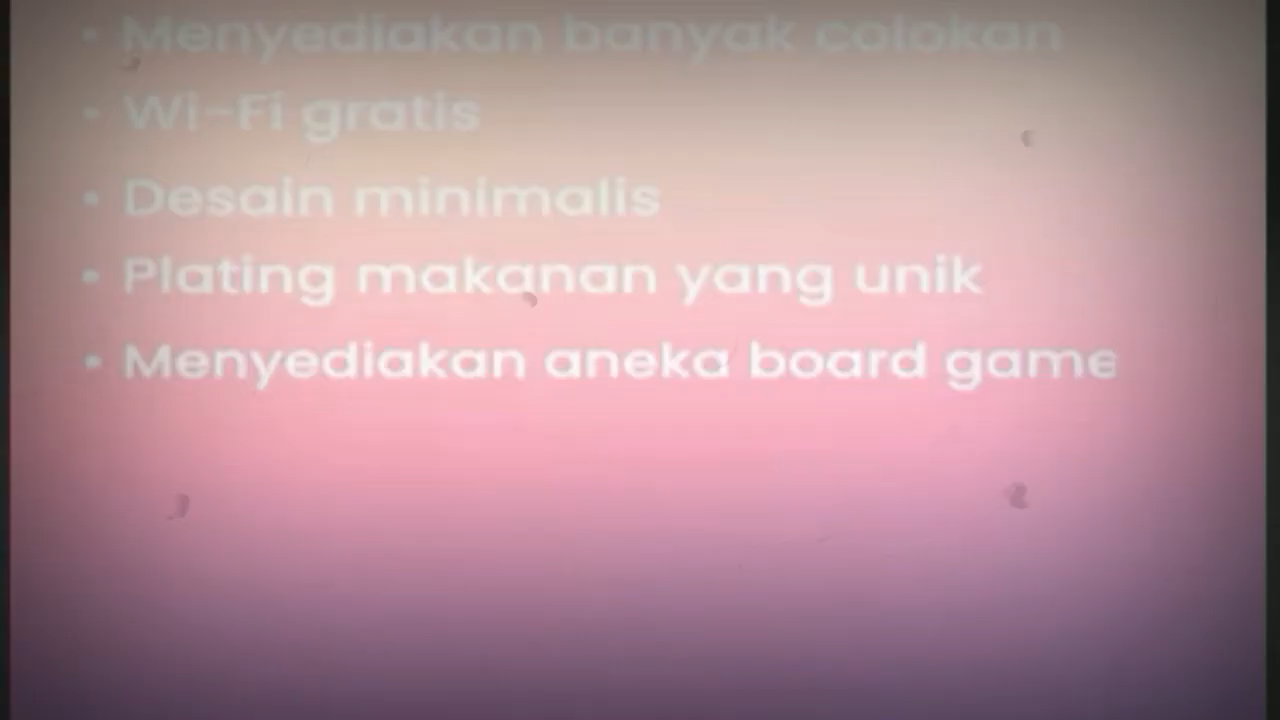 • Menyediakan banyak colokan
• Wi-Fi gratis
• Desain minimalis
• Plating makanan yang unik
• Menyediakan aneka board game